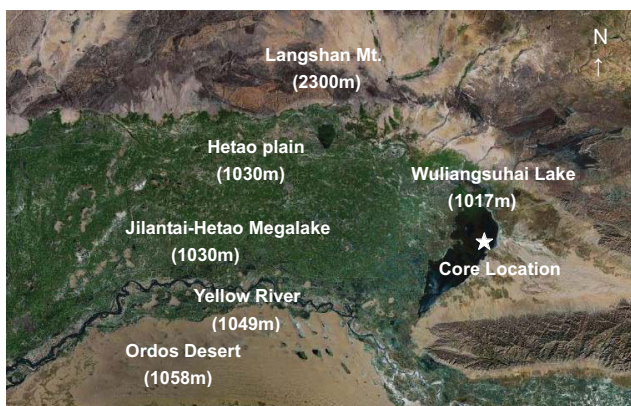 Langshan Mt.
(2300m)
N
↑
Hetao plain
(1030m)
Wuliangsuhai Lake
(1017m)
Jilantai-Hetao Megalake
(1030m)
Core Location
Yellow River
(1049m)
Ordos Desert
(1058m)